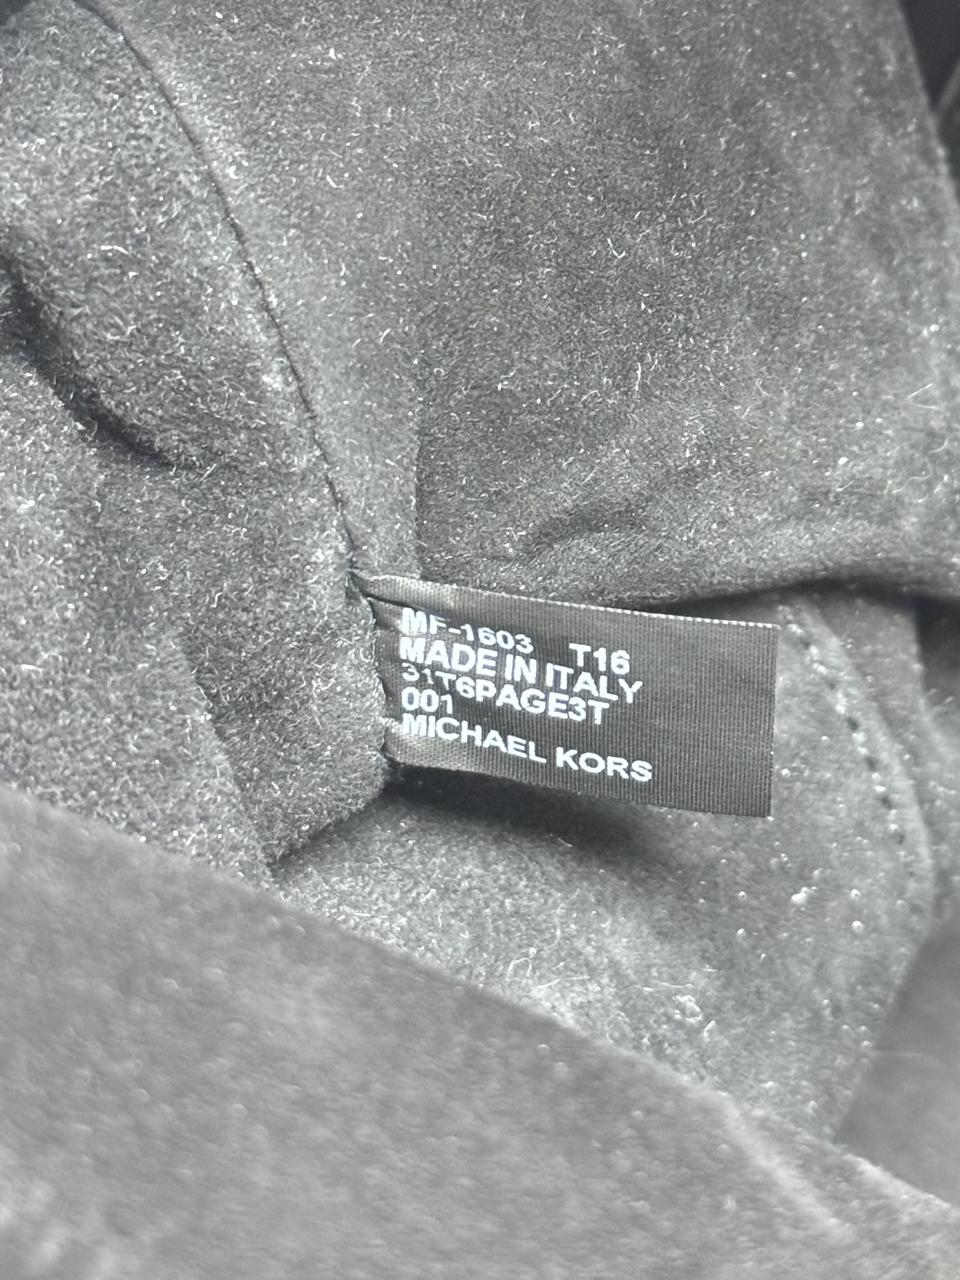 MF-1603 T16
MADE IN ITALY
31T6PAGE3T
001
MICHAEL KORS